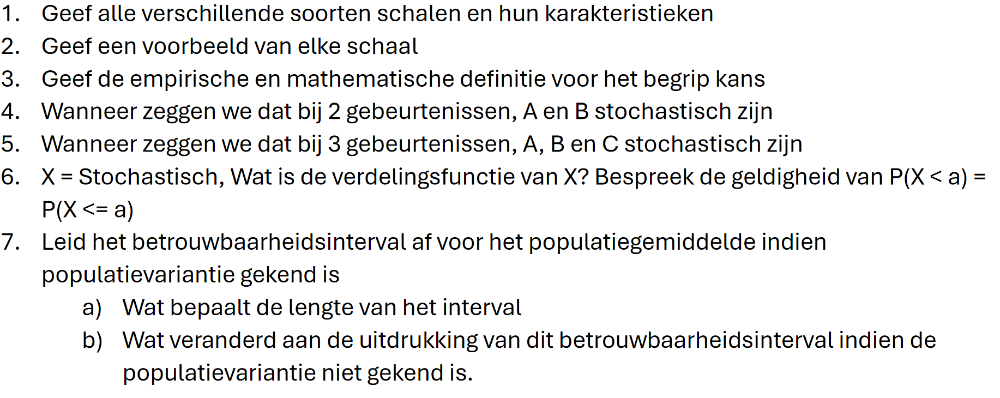 1. Geef alle verschillende soorten schalen en hun karakteristieken
2. Geef een voorbeeld van elke schaal
3. Geef de empirische en mathematische definitie voor het begrip kans
4. Wanneer zeggen we dat bij 2 gebeurtenissen, A en B stochastisch zijn
5. Wanneer zeggen we dat bij 3 gebeurtenissen, A, B en C stochastisch zijn
6. X = Stochastisch, Wat is de verdelingsfunctie van X? Bespreek de geldigheid van P(X < a) =
P(X <= a)
7. Leid het betrouwbaarheidsinterval af voor het populatiegemiddelde indien
populatievariantie gekend is
a) Wat bepaalt de lengte van het interval
b) Wat veranderd aan de uitdrukking van dit betrouwbaarheidsinterval indien de
populatievariantie niet gekend is.